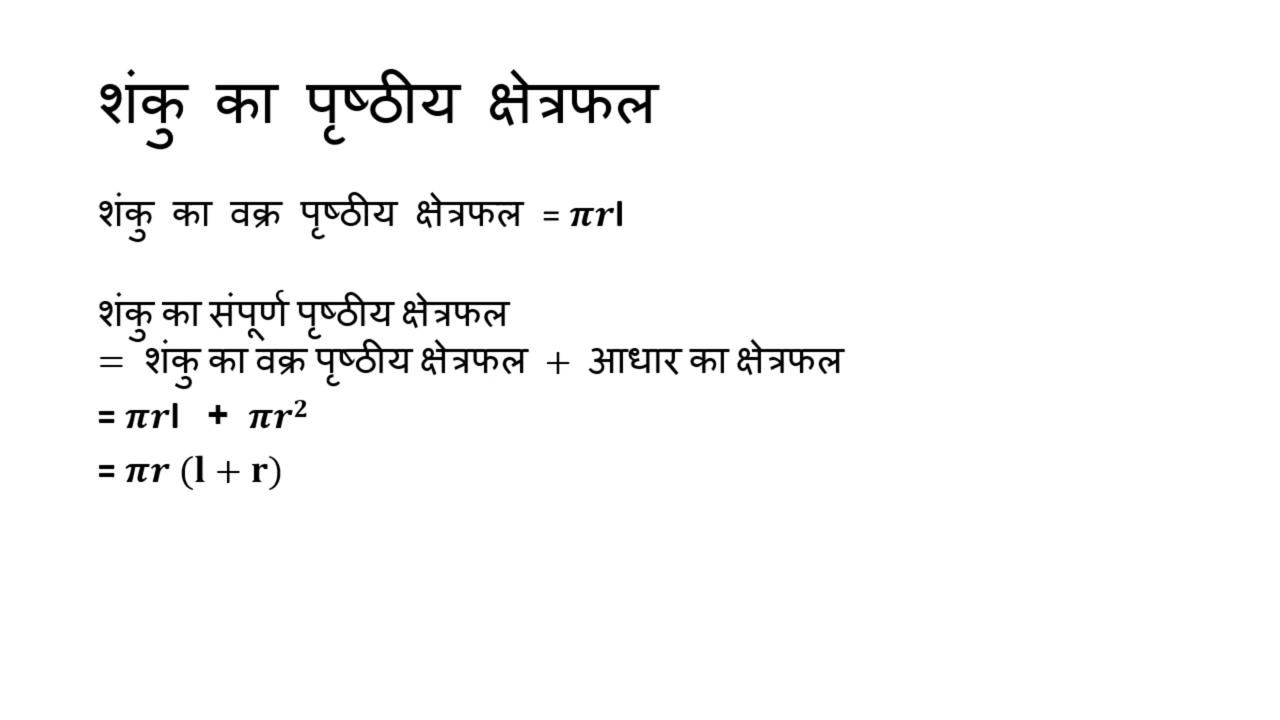 शंकु का पृष्ठीय क्षेत्रफल
शंकु का वक्र पृष्ठीय क्षेत्रफल = πrl
शंकु का संपूर्ण पृष्ठीय क्षेत्रफल
= शंकु का वक्र पृष्ठीय क्षेत्रफल + आधार का क्षेत्रफल
= πrl + πr²
= πr (l + r)